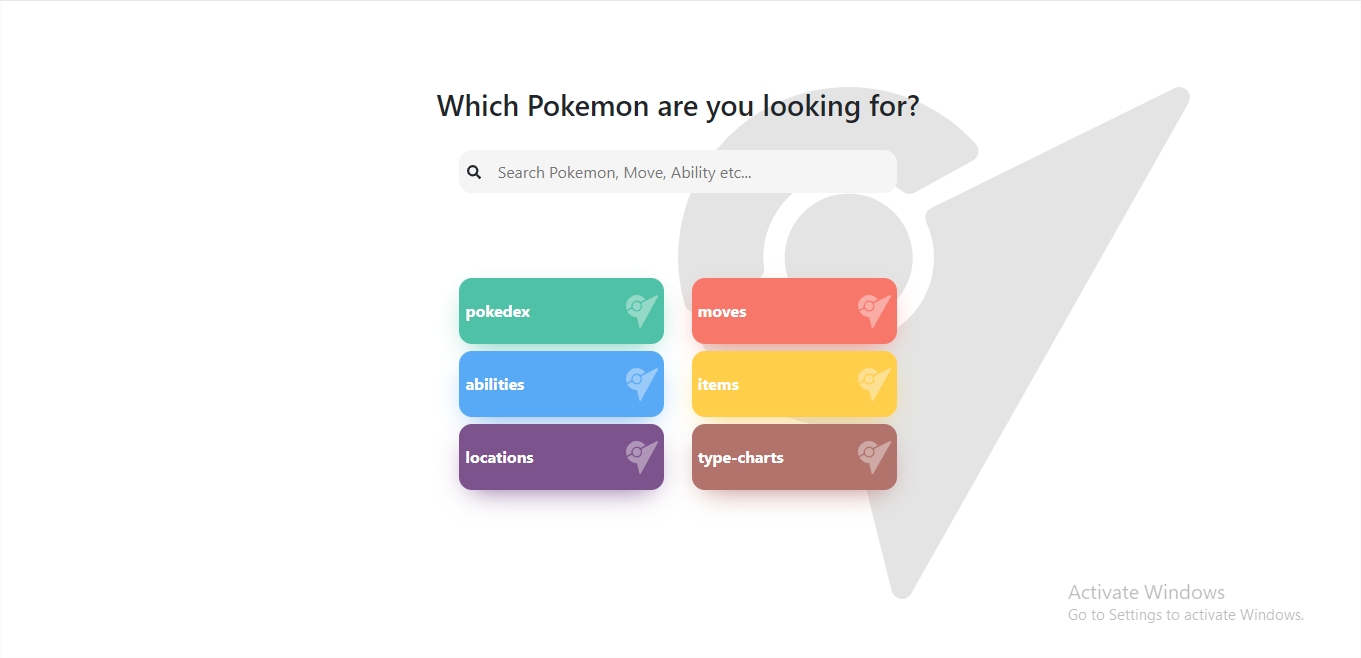 Which Pokemon are you looking for?
Search Pokemon, Move, Ability etc...
pokedex
moves
abilities
items
locations
type-charts
Activate Windows
Go to Settings to activate Windows.